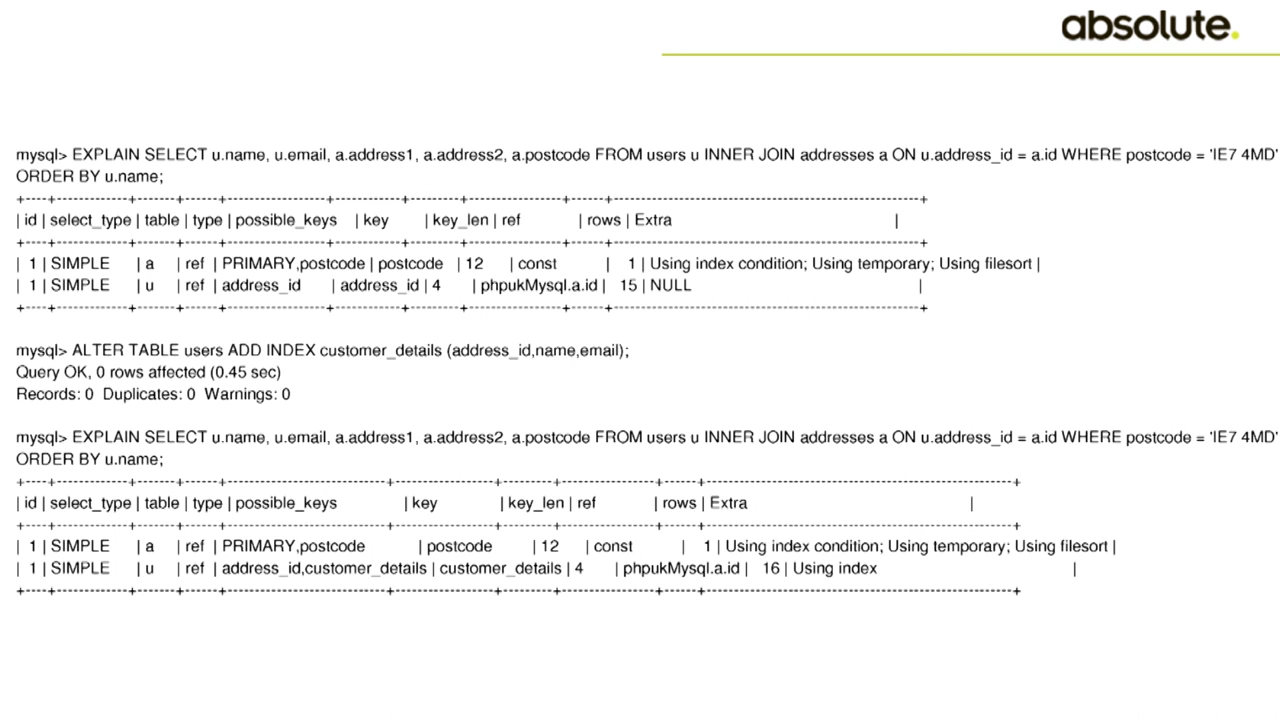 absolute.
mysql> EXPLAIN SELECT u.name, u.email, a.address1, a.address2, a.postcode FROM users u INNER JOIN addresses a ON u.address_id = a.id WHERE postcode = 'IE7 4MD'
ORDER BY u.name;
+----+-------------+-------+------+------------------+------------+---------+----------------+------+--------------------------------------------------------+
| id | select_type | table | type | possible_keys | key | key_len | ref | rows | Extra |
+----+-------------+-------+------+------------------+------------+---------+----------------+------+--------------------------------------------------------+
| 1 | SIMPLE | a | ref | PRIMARY,postcode | postcode | 12 | const | 1 | Using index condition; Using temporary; Using filesort |
| 1 | SIMPLE | u | ref | address_id | address_id | 4 | phpukMysql.a.id | 15 | NULL |
+----+-------------+-------+------+------------------+------------+---------+----------------+------+--------------------------------------------------------+
mysql> ALTER TABLE users ADD INDEX customer_details (address_id,name,email);
Query OK, 0 rows affected (0.45 sec)
Records: 0 Duplicates: 0 Warnings: 0
mysql> EXPLAIN SELECT u.name, u.email, a.address1, a.address2, a.postcode FROM users u INNER JOIN addresses a ON u.address_id = a.id WHERE postcode = 'IE7 4MD'
ORDER BY u.name;
+----+-------------+-------+------+-----------------------------+------------------+---------+----------------+------+--------------------------------------------------------+
| id | select_type | table | type | possible_keys | key | key_len | ref | rows | Extra |
+----+-------------+-------+------+-----------------------------+------------------+---------+----------------+------+--------------------------------------------------------+
| 1 | SIMPLE | a | ref | PRIMARY,postcode | postcode | 12 | const | 1 | Using index condition; Using temporary; Using filesort |
| 1 | SIMPLE | u | ref | address_id,customer_details | customer_details | 4 | phpukMysql.a.id | 16 | Using index |
+----+-------------+-------+------+-----------------------------+------------------+---------+----------------+------+--------------------------------------------------------+